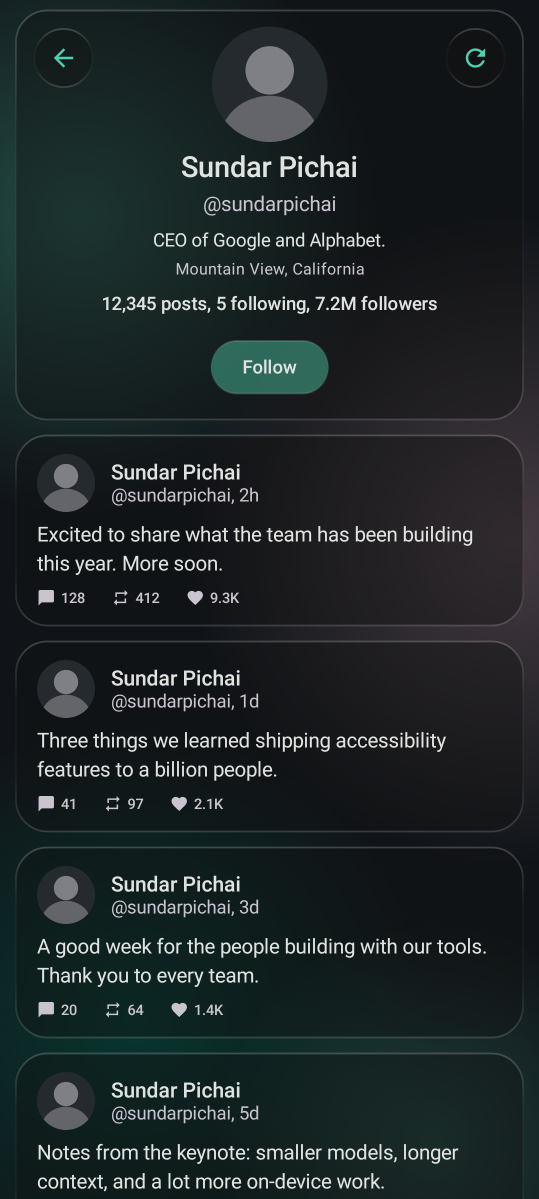 Sundar Pichai
@sundarpichai
CEO of Google and Alphabet.
Mountain View, California
12,345 posts, 5 following, 7.2M followers
Follow
Sundar Pichai
@sundarpichai, 2h
Excited to share what the team has been building
this year. More soon.
128 412 9.3K
Sundar Pichai
@sundarpichai, 1d
Three things we learned shipping accessibility
features to a billion people.
41 97 2.1K
Sundar Pichai
@sundarpichai, 3d
A good week for the people building with our tools.
Thank you to every team.
20 64 1.4K
Sundar Pichai
@sundarpichai, 5d
Notes from the keynote: smaller models, longer
context, and a lot more on-device work.